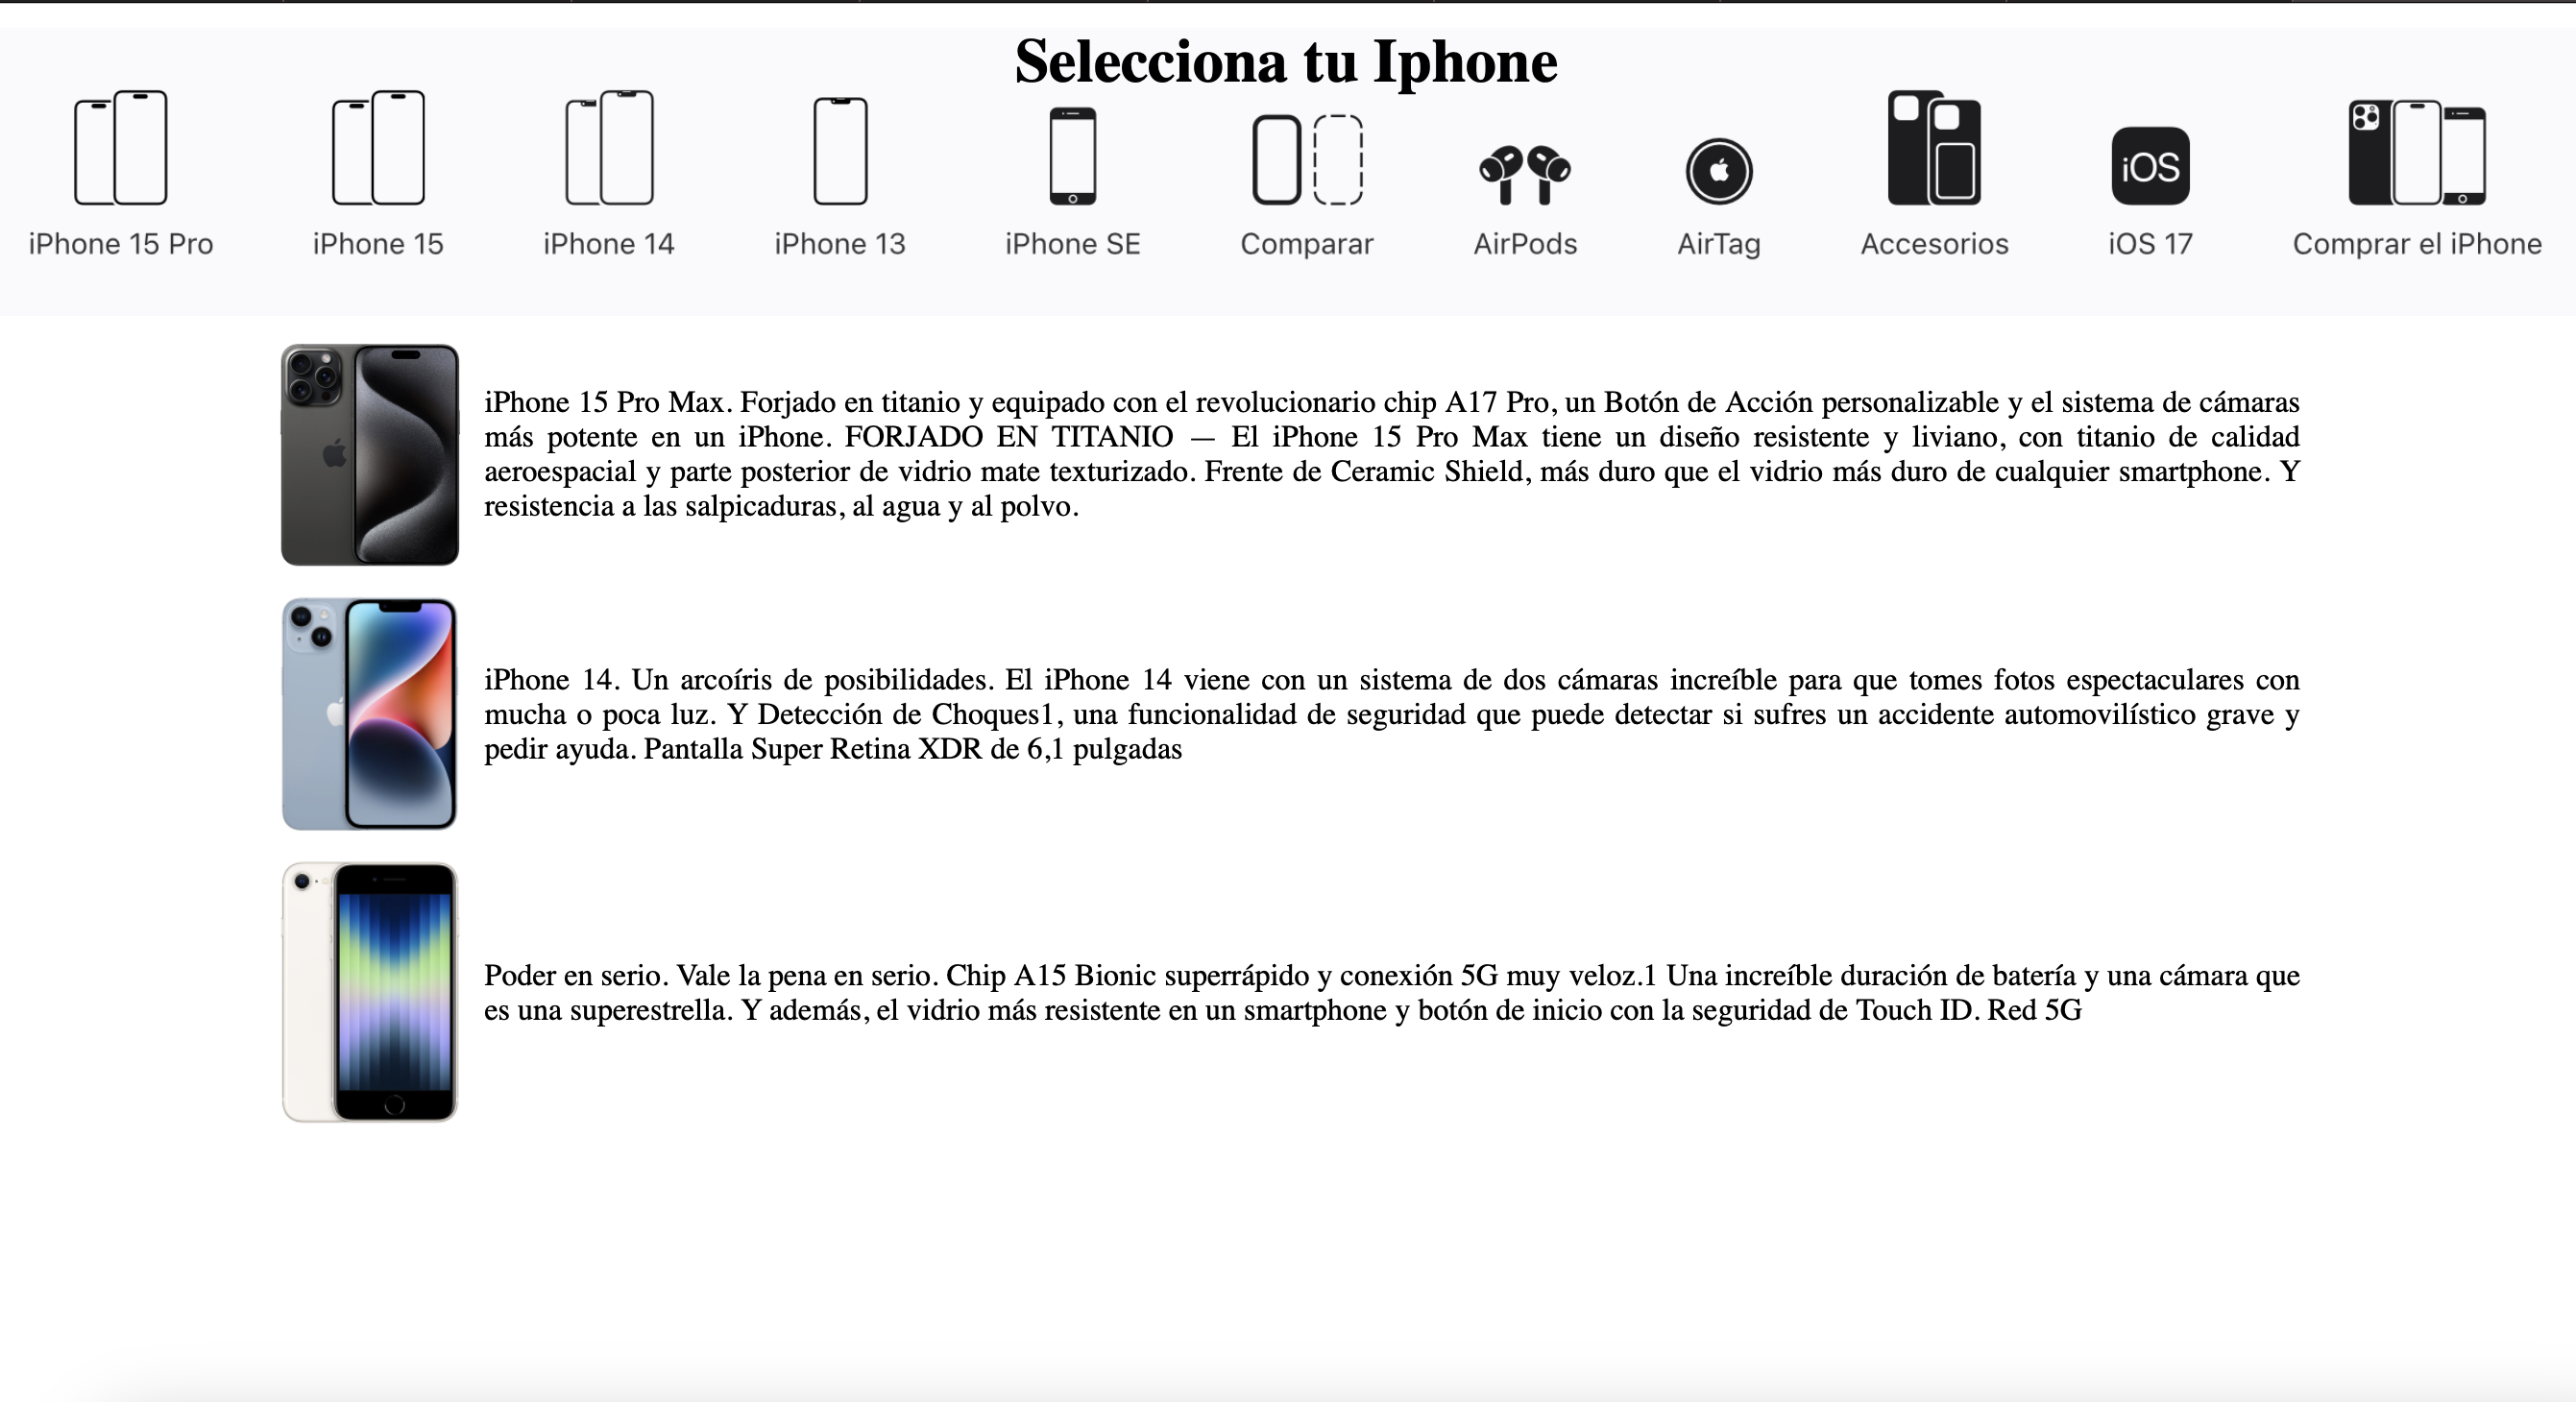 Selecciona tu Iphone
iPhone 15 Pro
iPhone 15
iPhone 14
iPhone 13
iPhone SE
Comparar
AirPods
AirTag
Accesorios
iOS
iOS 17
Comprar el iPhone
iPhone 15 Pro Max. Forjado en titanio y equipado con el revolucionario chip A17 Pro, un Botón de Acción personalizable y el sistema de cámaras
más potente en un iPhone. FORJADO EN TITANIO — El iPhone 15 Pro Max tiene un diseño resistente y liviano, con titanio de calidad
aeroespacial y parte posterior de vidrio mate texturizado. Frente de Ceramic Shield, más duro que el vidrio más duro de cualquier smartphone. Y
resistencia a las salpicaduras, al agua y al polvo.
iPhone 14. Un arcoíris de posibilidades. El iPhone 14 viene con un sistema de dos cámaras increíble para que tomes fotos espectaculares con
mucha o poca luz. Y Detección de Choques1, una funcionalidad de seguridad que puede detectar si sufres un accidente automovilístico grave y
pedir ayuda. Pantalla Super Retina XDR de 6,1 pulgadas
Poder en serio. Vale la pena en serio. Chip A15 Bionic superrápido y conexión 5G muy veloz.1 Una increíble duración de batería y una cámara que
es una superestrella. Y además, el vidrio más resistente en un smartphone y botón de inicio con la seguridad de Touch ID. Red 5G